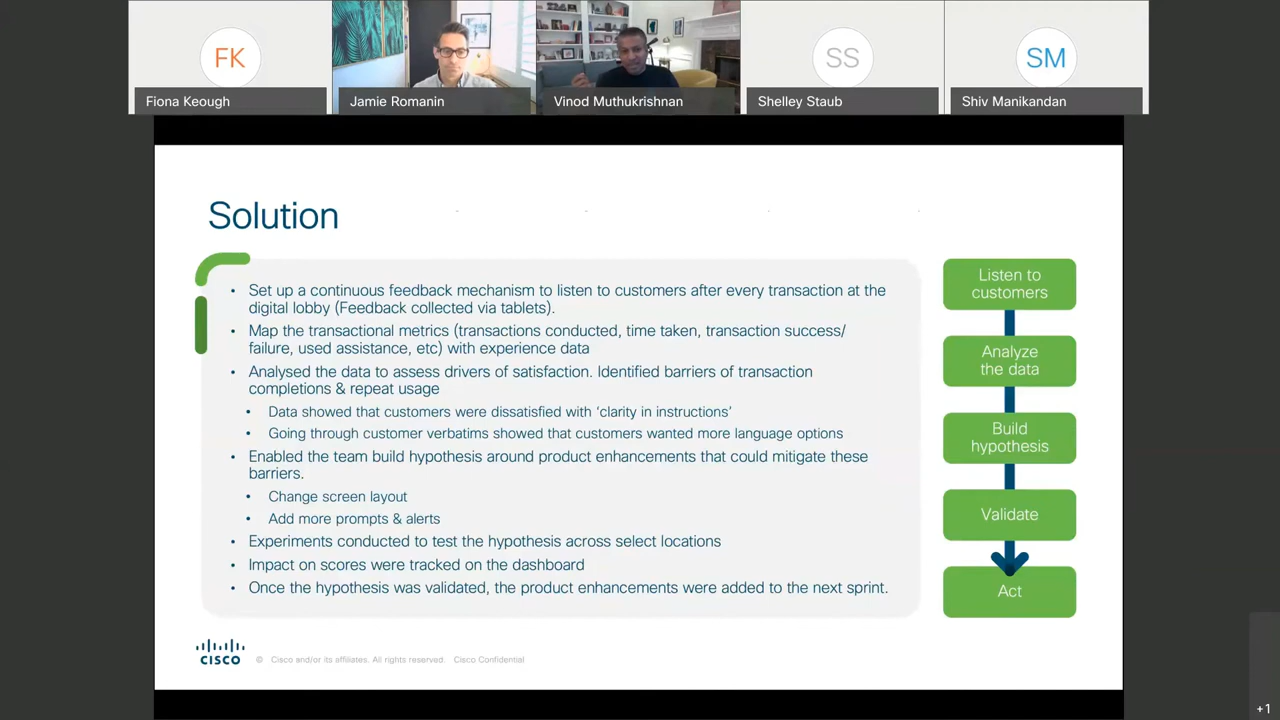 FK
SS
SM
Fiona Keough
Jamie Romanin
Vinod Muthukrishnan
Shelley Staub
Shiv Manikandan
Solution
• Set up a continuous feedback mechanism to listen to customers after every transaction at the
digital lobby (Feedback collected via tablets).
• Map the transactional metrics (transactions conducted, time taken, transaction success/
failure, used assistance, etc) with experience data
• Analysed the data to assess drivers of satisfaction. Identified barriers of transaction
completions & repeat usage
• Data showed that customers were dissatisfied with ‘clarity in instructions’
• Going through customer verbatims showed that customers wanted more language options
• Enabled the team build hypothesis around product enhancements that could mitigate these
barriers.
• Change screen layout
• Add more prompts & alerts
• Experiments conducted to test the hypothesis across select locations
• Impact on scores were tracked on the dashboard
• Once the hypothesis was validated, the product enhancements were added to the next sprint.
Listen to
customers
Analyze
the data
Build
hypothesis
Validate
Act
CISCO
© Cisco and/or its affiliates. All rights reserved. Cisco Confidential
+1